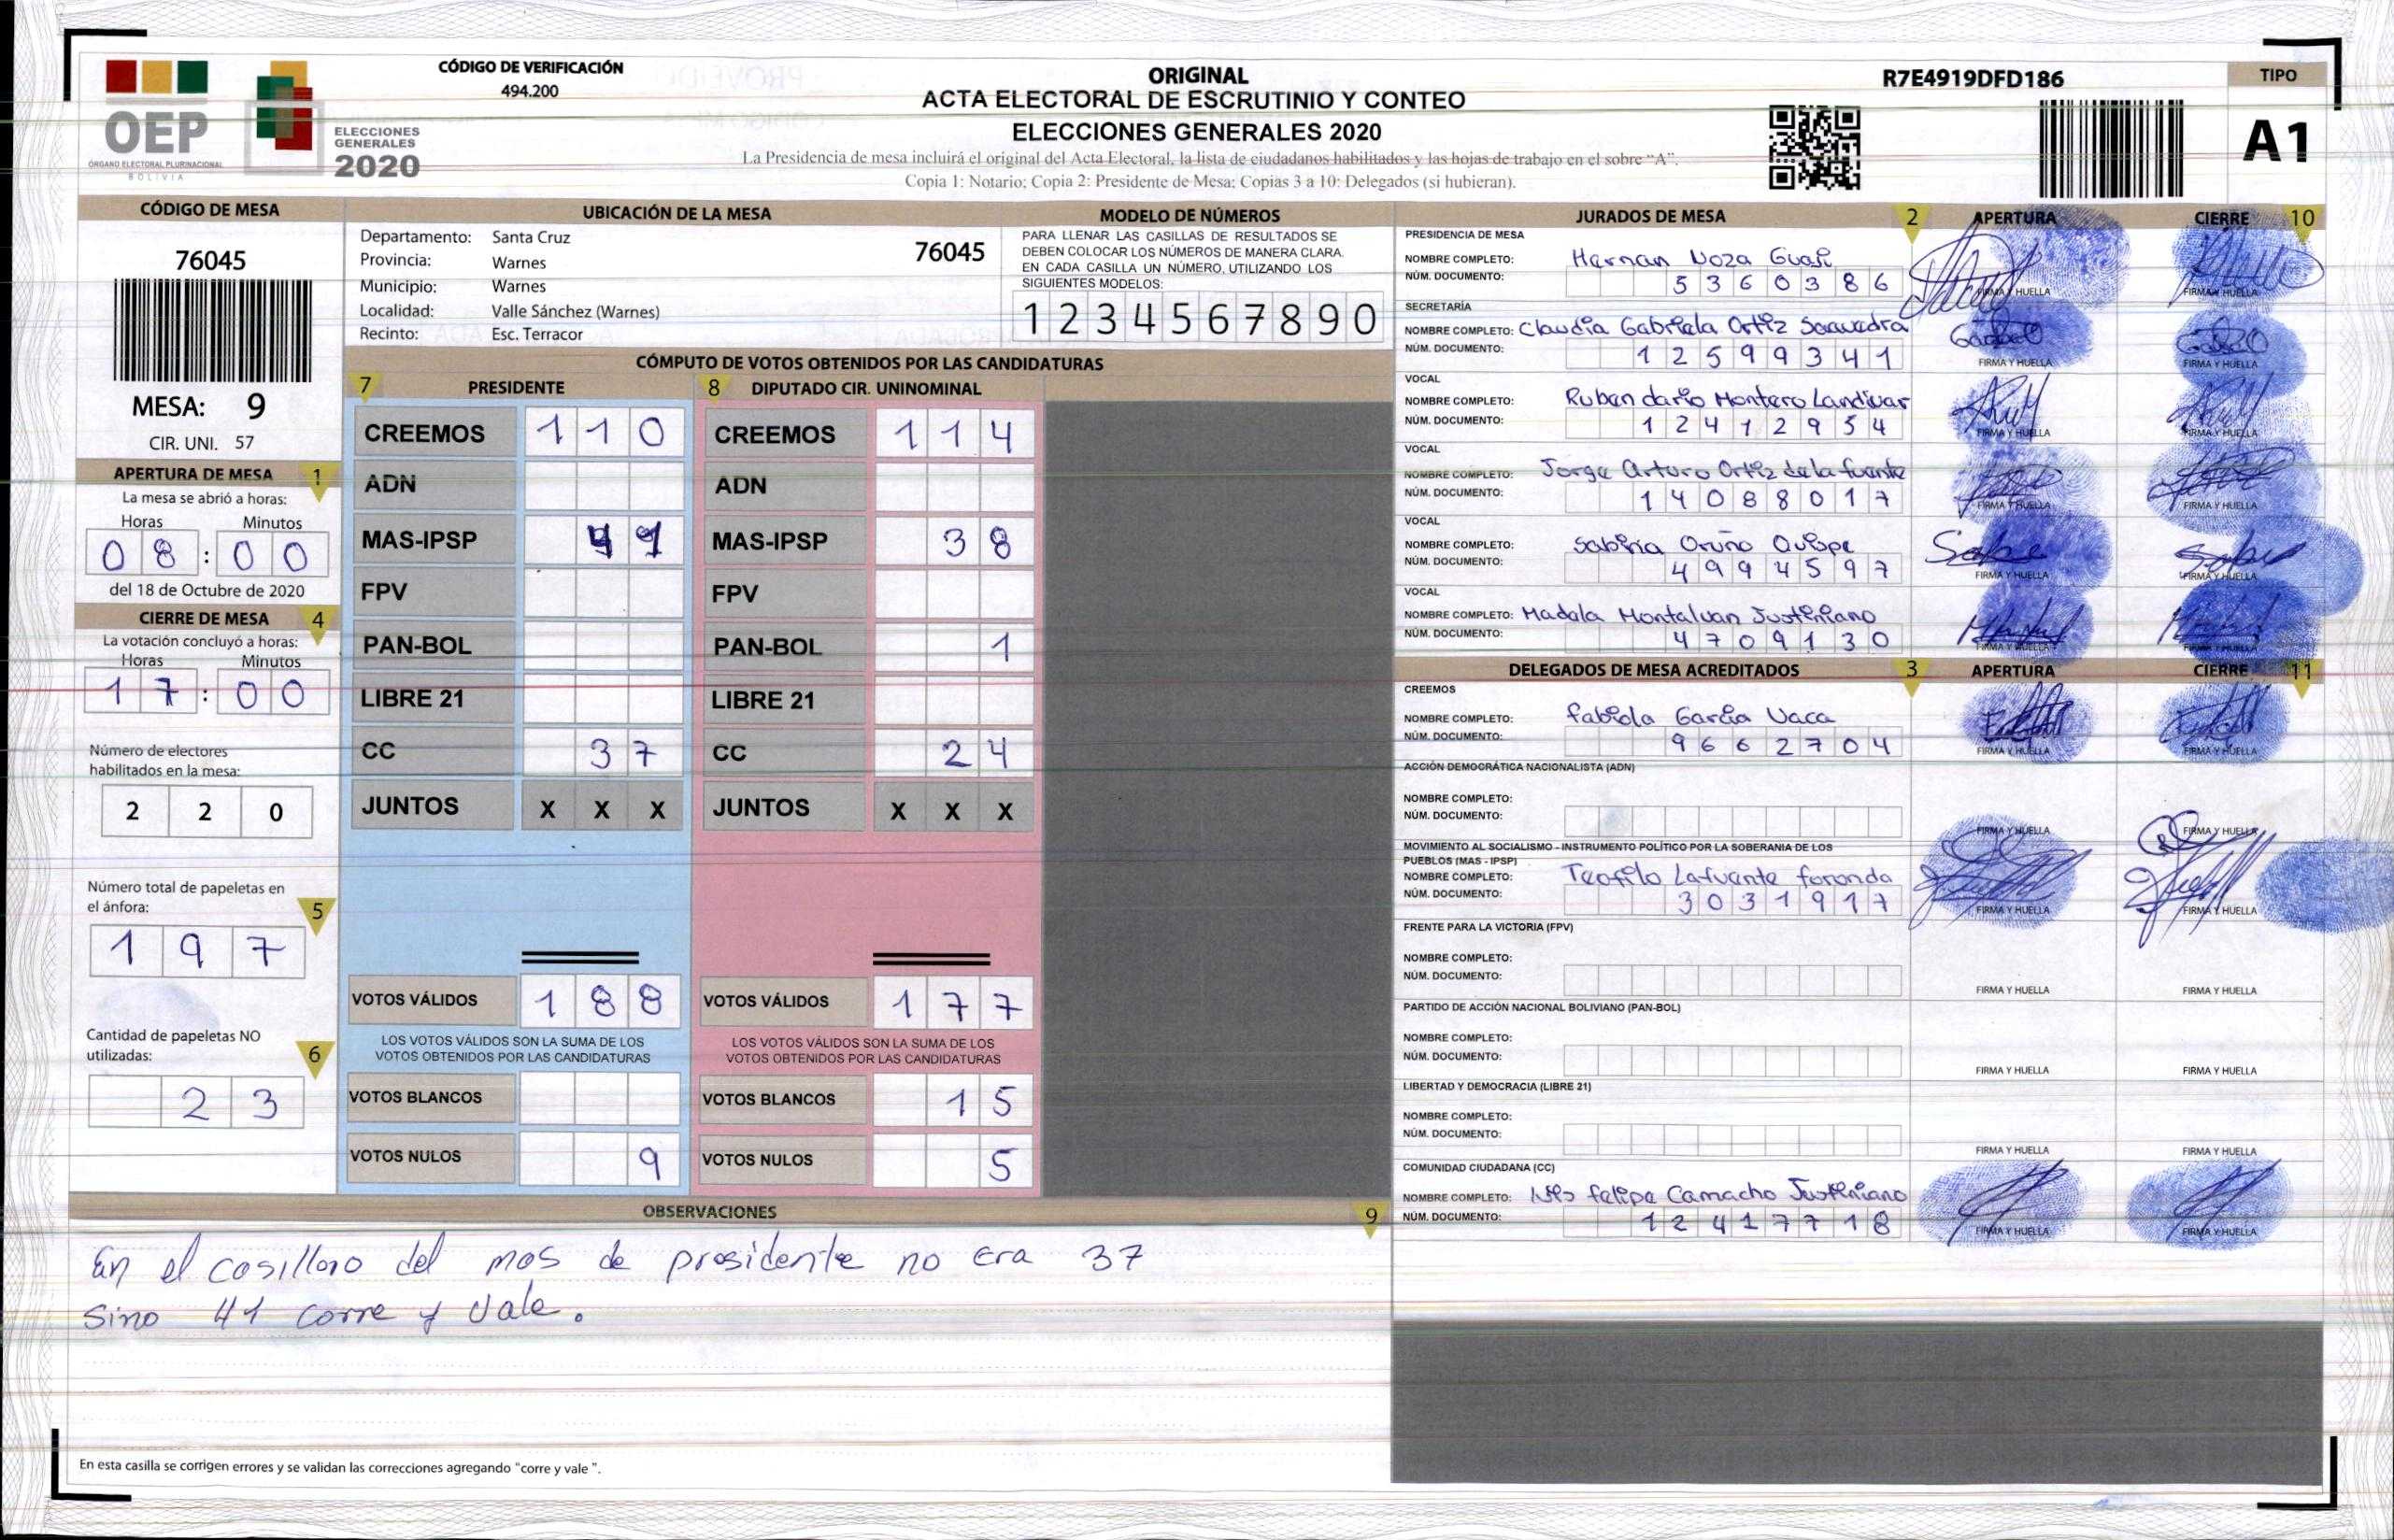 CÓDIGO DE VERIFICACIÓN
494.200
ORIGINAL
ACTA ELECTORAL DE ESCRUTINIO Y CONTEO
ELECCIONES GENERALES 2020
La Presidencia de mesa incluirá el original del Acta Electoral, la lista de ciudadanos habilitados y las hojas de trabajo en el sobre "A".
Copia 1: Notario; Copia 2: Presidente de Mesa; Copias 3 a 10: Delegados (si hubieran).
R7E4919DFD186
TIPO
A1
OEP
ÓRGANO ELECTORAL PLURINACIONAL
BOLIVIA
ELECCIONES
GENERALES
2020
CÓDIGO DE MESA
76045
MESA: 9
CIR. UNI. 57
APERTURA DE MESA 1
La mesa se abrió a horas:
Horas Minutos
0 8 : 0 0
del 18 de Octubre de 2020
CIERRE DE MESA 4
La votación concluyó a horas:
Horas Minutos
1 7 : 0 0
Número de electores
habilitados en la mesa:
2 2 0
Número total de papeletas en
el ánfora: 5
1 9 7
Cantidad de papeletas NO
utilizadas: 6
2 3
UBICACIÓN DE LA MESA
Departamento: Santa Cruz
76045
Provincia: Warnes
Municipio: Warnes
Localidad: Valle Sánchez (Warnes)
Recinto: Esc. Terracor
MODELO DE NÚMEROS
PARA LLENAR LAS CASILLAS DE RESULTADOS SE
DEBEN COLOCAR LOS NÚMEROS DE MANERA CLARA.
EN CADA CASILLA UN NÚMERO, UTILIZANDO LOS
SIGUIENTES MODELOS:
1 2 3 4 5 6 7 8 9 0
CÓMPUTO DE VOTOS OBTENIDOS POR LAS CANDIDATURAS
7 PRESIDENTE
CREEMOS 1 1 0
ADN
MAS-IPSP 4 1
FPV
PAN-BOL
LIBRE 21
CC 3 7
JUNTOS X X X
VOTOS VÁLIDOS 1 8 8
LOS VOTOS VÁLIDOS SON LA SUMA DE LOS
VOTOS OBTENIDOS POR LAS CANDIDATURAS
VOTOS BLANCOS
VOTOS NULOS 9
8 DIPUTADO CIR. UNINOMINAL
CREEMOS 1 1 4
ADN
MAS-IPSP 3 8
FPV
PAN-BOL 1
LIBRE 21
CC 2 4
JUNTOS X X X
VOTOS VÁLIDOS 1 7 7
LOS VOTOS VÁLIDOS SON LA SUMA DE LOS
VOTOS OBTENIDOS POR LAS CANDIDATURAS
VOTOS BLANCOS 1 5
VOTOS NULOS 5
OBSERVACIONES 9
En el casillero del mas de presidente no era 37
Sino 41 corre y vale.
En esta casilla se corrigen errores y se validan las correcciones agregando "corre y vale ".
JURADOS DE MESA 2 APERTURA CIERRE 10
PRESIDENCIA DE MESA
NOMBRE COMPLETO: Hernan Noza
NÚM. DOCUMENTO: 5 3 6 0 3 8 6
FIRMA Y HUELLA FIRMA Y HUELLA
SECRETARÍA
NOMBRE COMPLETO: Claudia Gabriela Ortiz Saavedra
NÚM. DOCUMENTO: 1 2 5 9 9 3 4 1
FIRMA Y HUELLA FIRMA Y HUELLA
VOCAL
NOMBRE COMPLETO: Ruben dario Montero Landivar
NÚM. DOCUMENTO: 1 2 4 1 2 9 5 4
FIRMA Y HUELLA FIRMA Y HUELLA
VOCAL
NOMBRE COMPLETO: Jorge Arturo Ortiz de la fuente
NÚM. DOCUMENTO: 1 4 0 8 8 0 1 7
FIRMA Y HUELLA FIRMA Y HUELLA
VOCAL
NOMBRE COMPLETO: Sabina Oruño Quispe
NÚM. DOCUMENTO: 4 9 9 4 5 9 7
FIRMA Y HUELLA FIRMA Y HUELLA
VOCAL
NOMBRE COMPLETO: Madala Montalvan Justiniano
NÚM. DOCUMENTO: 4 7 0 9 1 3 0
FIRMA Y HUELLA FIRMA Y HUELLA
DELEGADOS DE MESA ACREDITADOS 3 APERTURA CIERRE 11
CREEMOS
NOMBRE COMPLETO: fabiola Garcia Vaca
NÚM. DOCUMENTO: 9 6 6 2 7 0 4
FIRMA Y HUELLA FIRMA Y HUELLA
ACCIÓN DEMOCRÁTICA NACIONALISTA (ADN)
NOMBRE COMPLETO:
NÚM. DOCUMENTO:
FIRMA Y HUELLA FIRMA Y HUELLA
MOVIMIENTO AL SOCIALISMO - INSTRUMENTO POLÍTICO POR LA SOBERANIA DE LOS
PUEBLOS (MAS - IPSP)
NOMBRE COMPLETO: Teofilo Lafuente foronda
NÚM. DOCUMENTO: 3 0 3 1 9 1 7
FIRMA Y HUELLA FIRMA Y HUELLA
FRENTE PARA LA VICTORIA (FPV)
NOMBRE COMPLETO:
NÚM. DOCUMENTO:
FIRMA Y HUELLA FIRMA Y HUELLA
PARTIDO DE ACCIÓN NACIONAL BOLIVIANO (PAN-BOL)
NOMBRE COMPLETO:
NÚM. DOCUMENTO:
FIRMA Y HUELLA FIRMA Y HUELLA
LIBERTAD Y DEMOCRACIA (LIBRE 21)
NOMBRE COMPLETO:
NÚM. DOCUMENTO:
FIRMA Y HUELLA FIRMA Y HUELLA
COMUNIDAD CIUDADANA (CC)
NOMBRE COMPLETO: felipe Camacho Justiniano
NÚM. DOCUMENTO: 1 2 4 1 7 7 1 8
FIRMA Y HUELLA FIRMA Y HUELLA